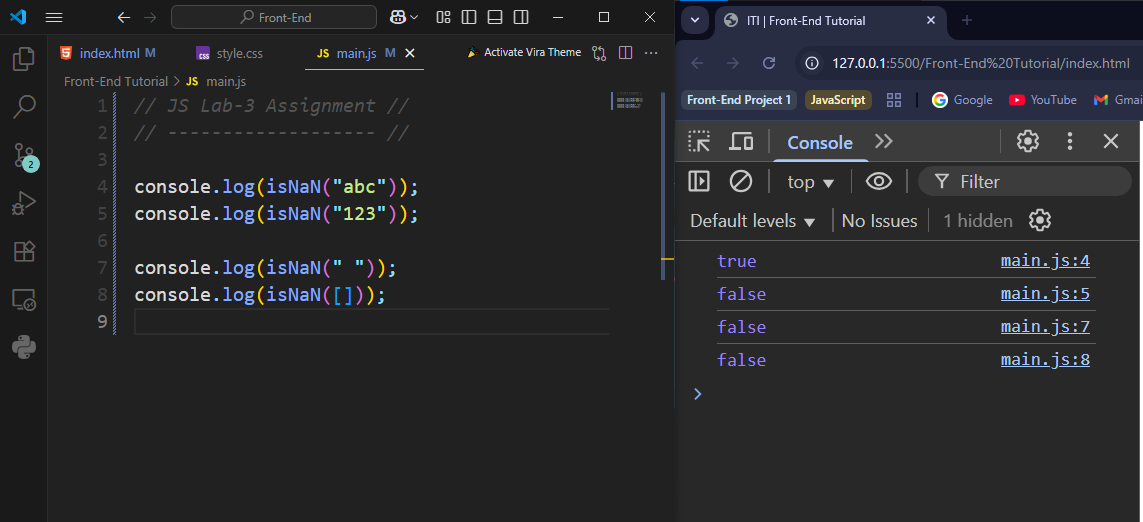 Front-End
index.html M
style.css
JS main.js M
Activate Vira Theme
Front-End Tutorial > JS main.js
1 // JS Lab-3 Assignment //
2 // ------------------- //
3
4 console.log(isNaN("abc"));
5 console.log(isNaN("123"));
6
7 console.log(isNaN(" "));
8 console.log(isNaN([]));
9
2
ITI | Front-End Tutorial
127.0.0.1:5500/Front-End%20Tutorial/index.html
Front-End Project 1
JavaScript
Google
YouTube
Gmai
Console
top
Filter
Default levels
No Issues
1 hidden
true main.js:4
false main.js:5
false main.js:7
false main.js:8